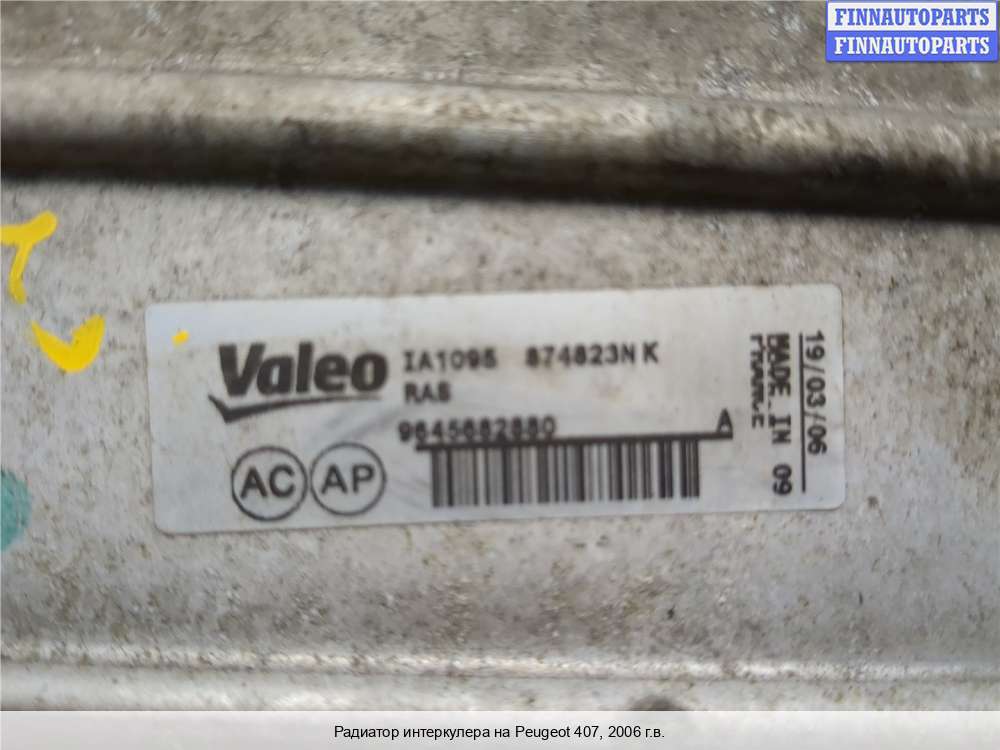 FINNAUTOPARTS
FINNAUTOPARTS
Valeo
IA1095 874823N K
RAS
9645682880
A
AC AP
19/03/06
MADE IN 09
FRANCE
Радиатор интеркулера на Peugeot 407, 2006 г.в.